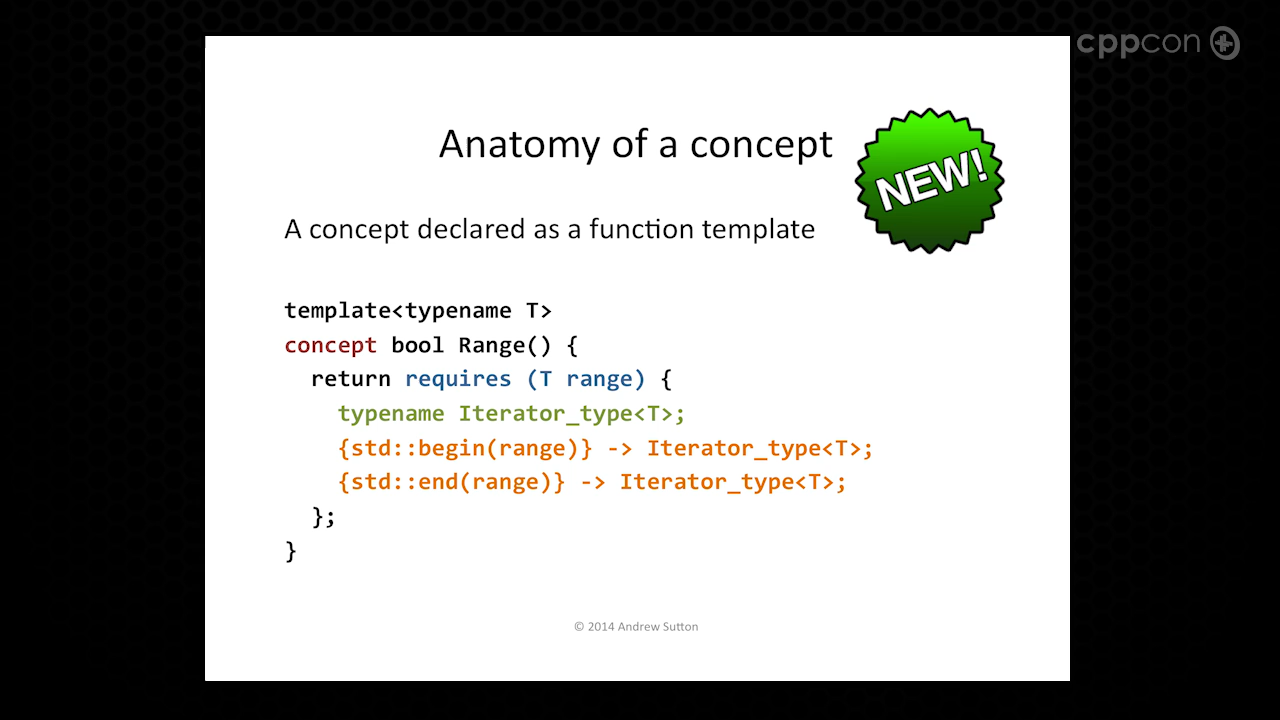 cppcon
Anatomy of a concept
NEW!
A concept declared as a function template
template<typename T>
concept bool Range() {
  return requires (T range) {
    typename Iterator_type<T>;
    {std::begin(range)} -> Iterator_type<T>;
    {std::end(range)} -> Iterator_type<T>;
  };
}
© 2014 Andrew Sutton